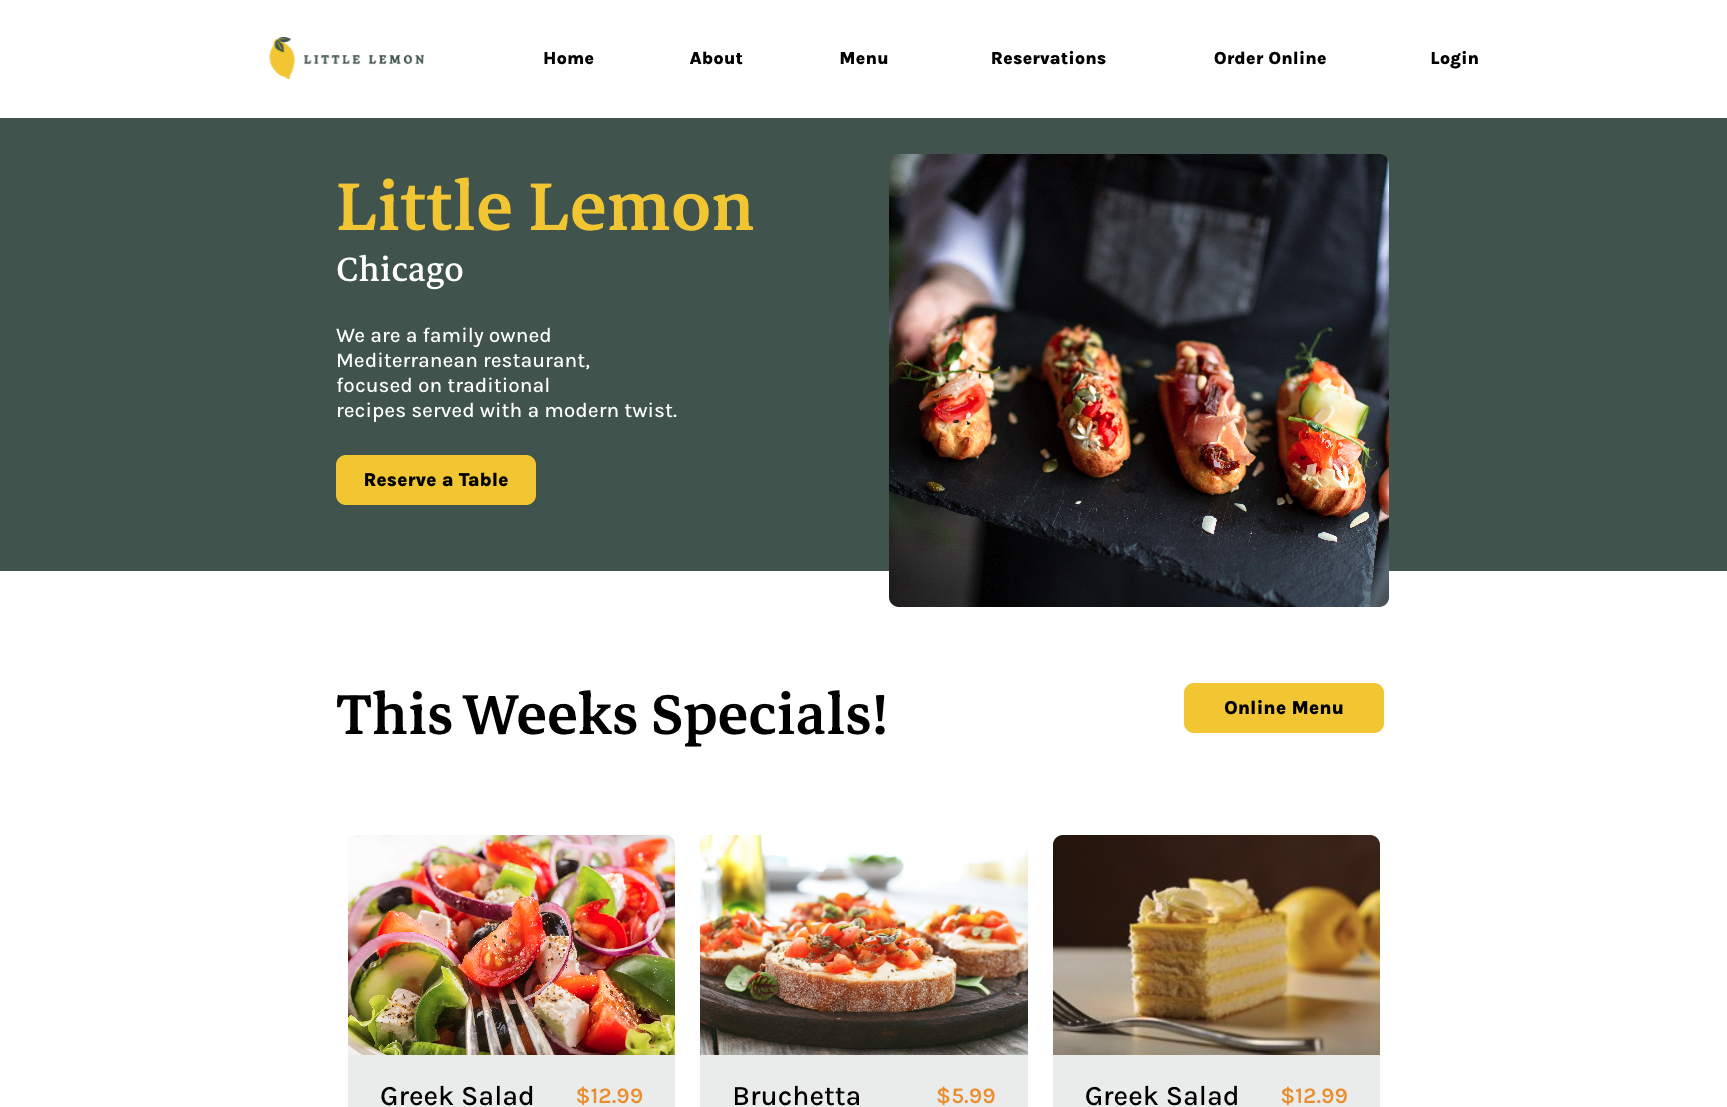 LITTLE LEMON
Home About Menu Reservations Order Online Login
Little Lemon
Chicago
We are a family owned
Mediterranean restaurant,
focused on traditional
recipes served with a modern twist.
Reserve a Table
This Weeks Specials!
Online Menu
Greek Salad $12.99
Bruchetta $5.99
Greek Salad $12.99